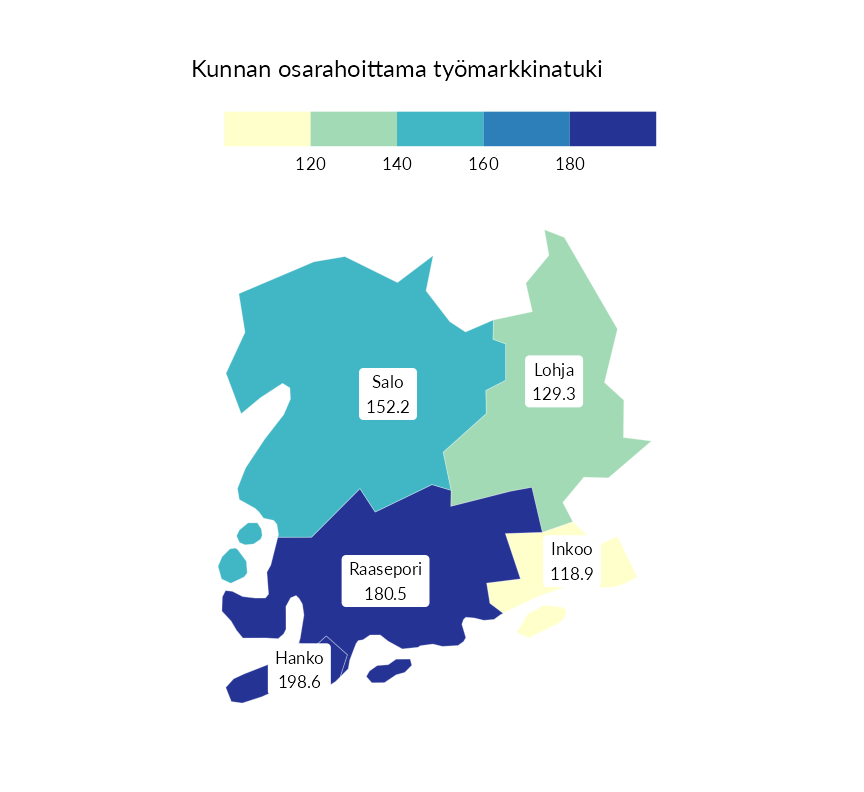 Kunnan osarahoittama työmarkkinatuki
120 140 160 180
Lohja
129.3
Salo
152.2
Inkoo
118.9
Raasepori
180.5
Hanko
198.6